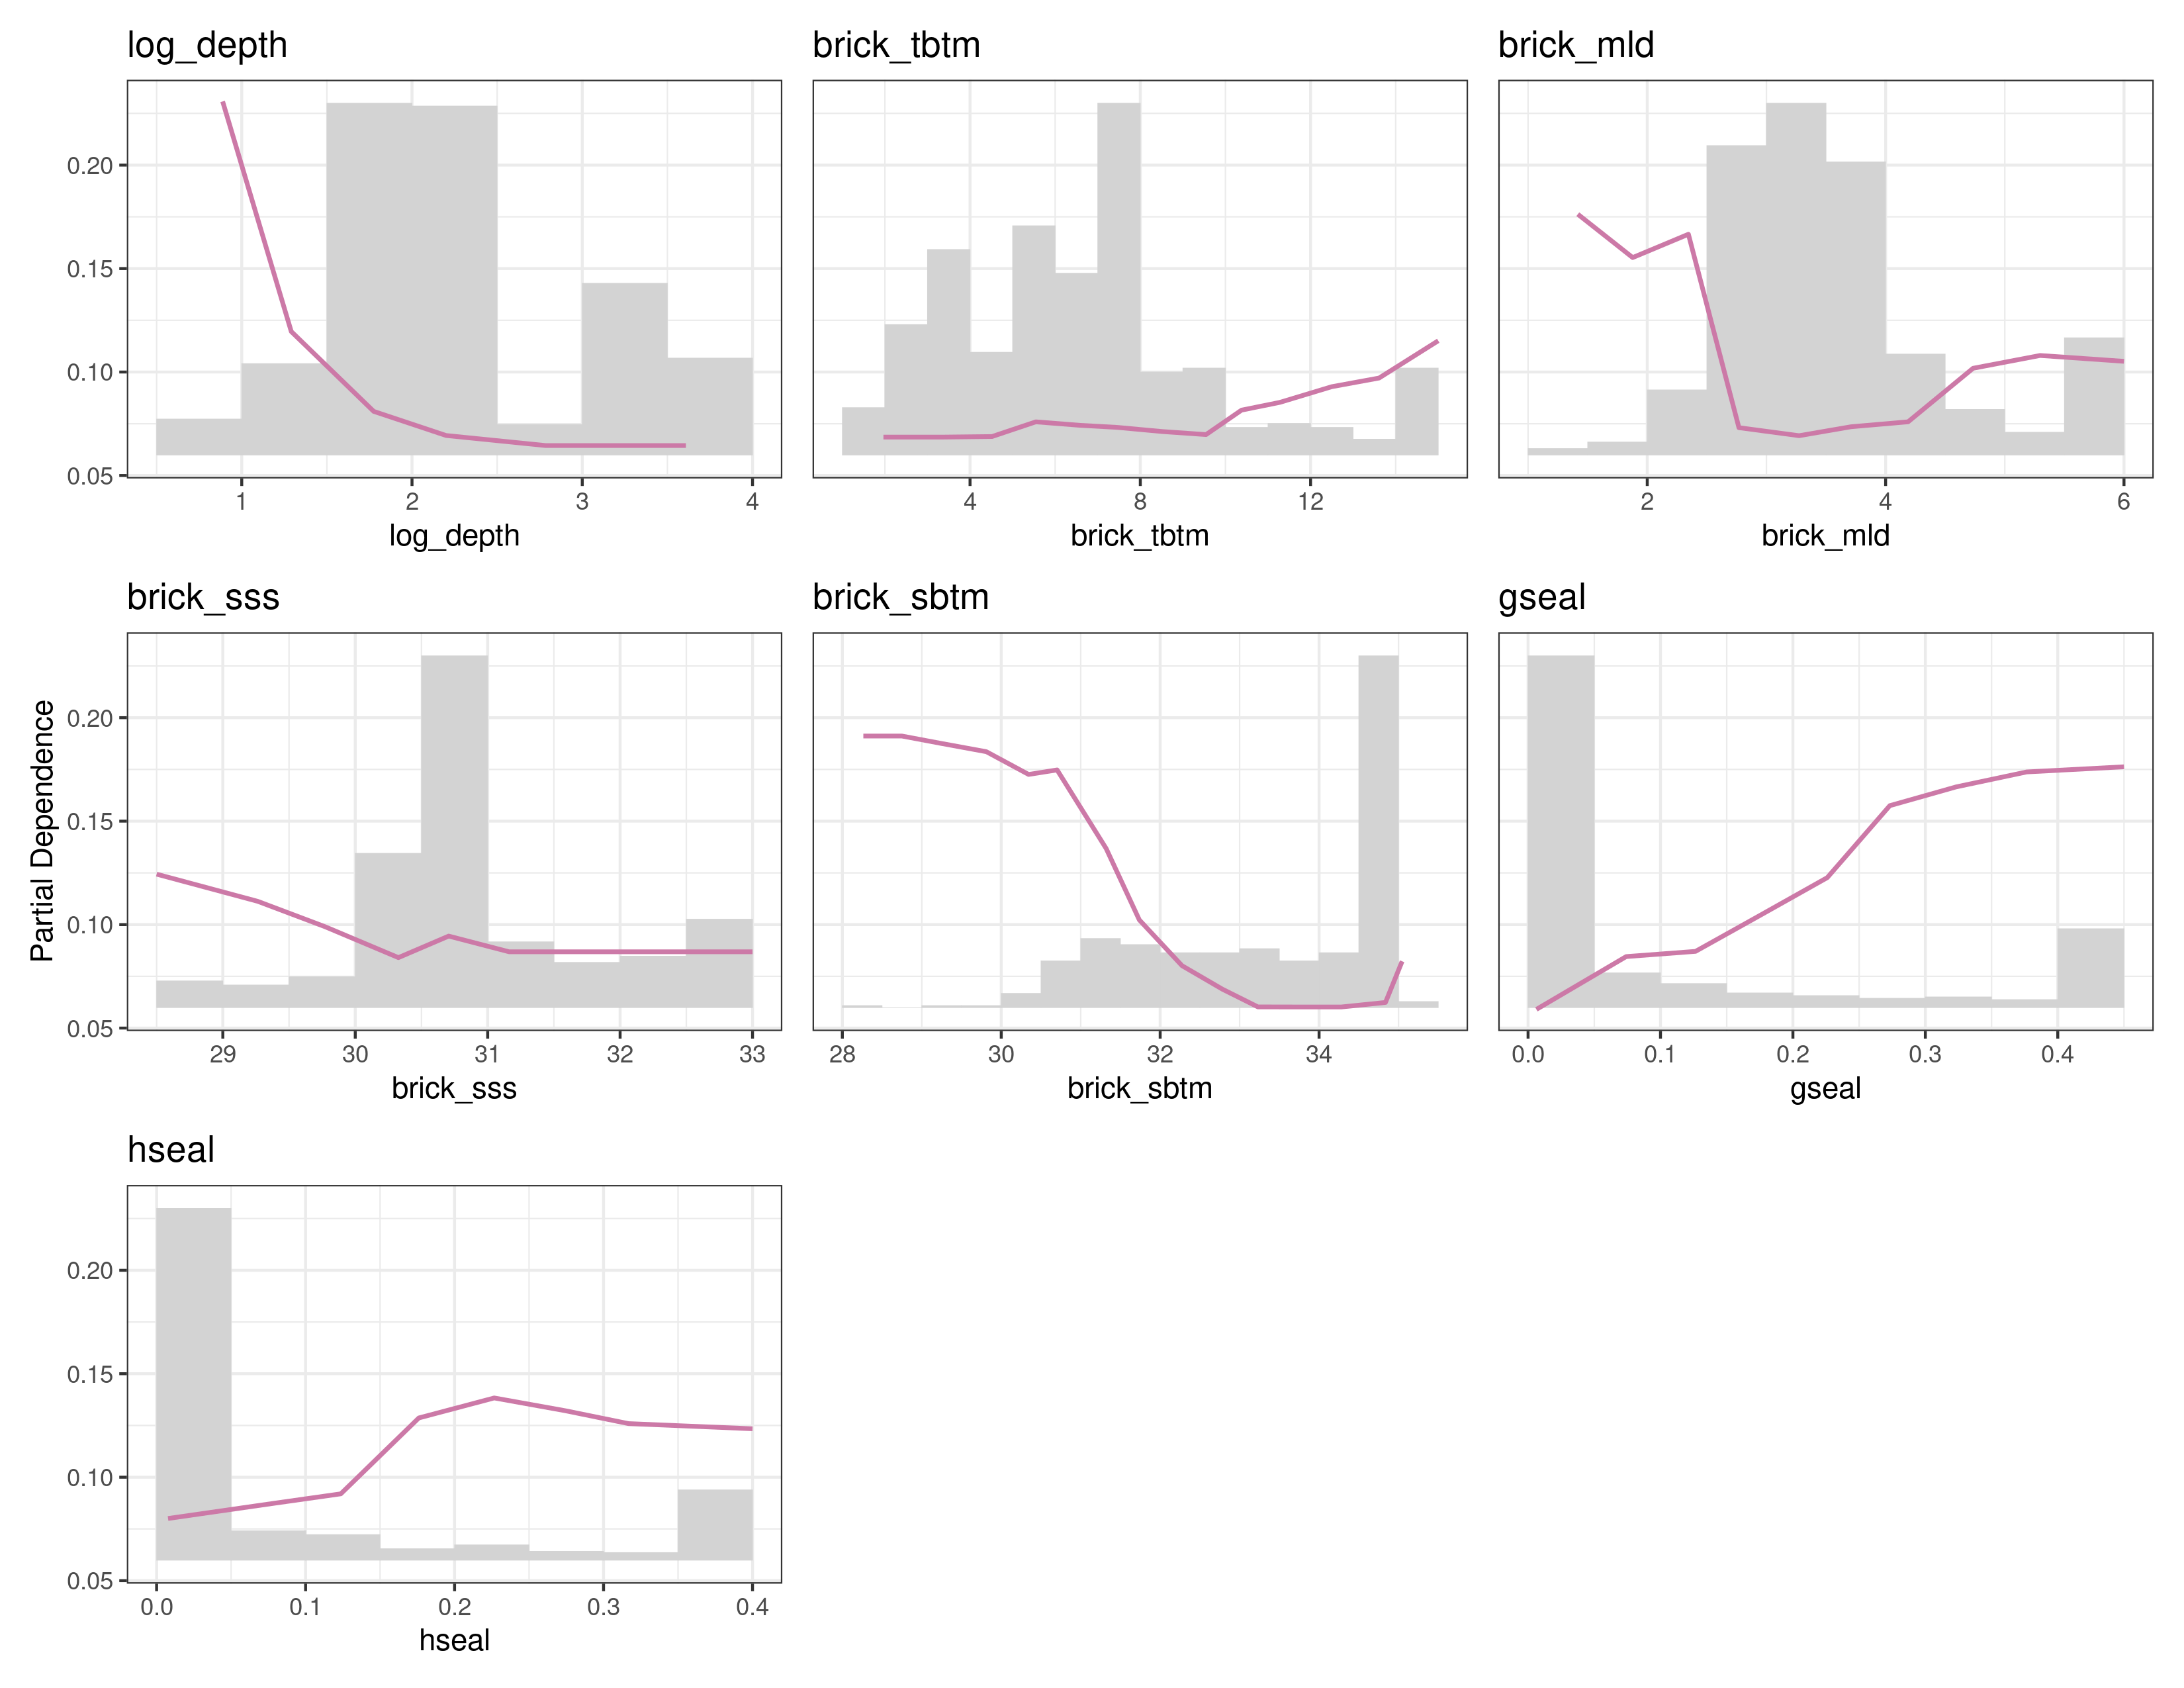 log_depth
brick_tbtm
brick_mld
0.20
0.15
0.10
0.05
1 2 3 4
4 8 12
2 4 6
log_depth
brick_tbtm
brick_mld
brick_sss
brick_sbtm
gseal
Partial Dependence
0.20
0.15
0.10
0.05
29 30 31 32 33
28 30 32 34
0.0 0.1 0.2 0.3 0.4
brick_sss
brick_sbtm
gseal
hseal
0.20
0.15
0.10
0.05
0.0 0.1 0.2 0.3 0.4
hseal